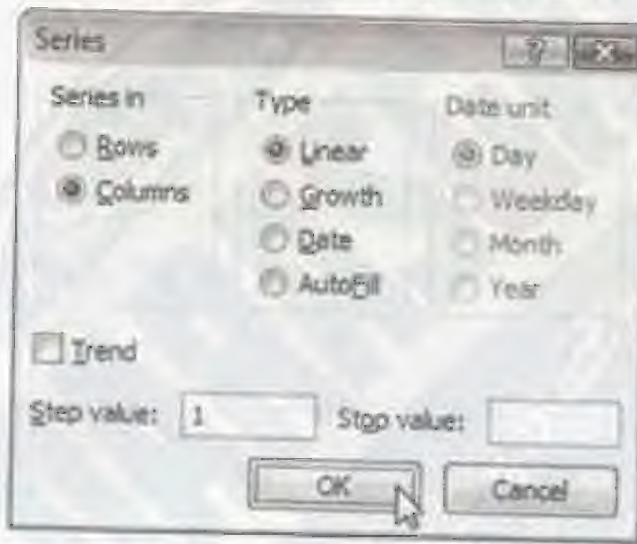 Series
Series in
Rows
Columns
Type
Linear
Growth
Date
AutoFill
Date unit
Day
Weekday
Month
Year
Trend
Step value: 1 Stop value:
OK Cancel